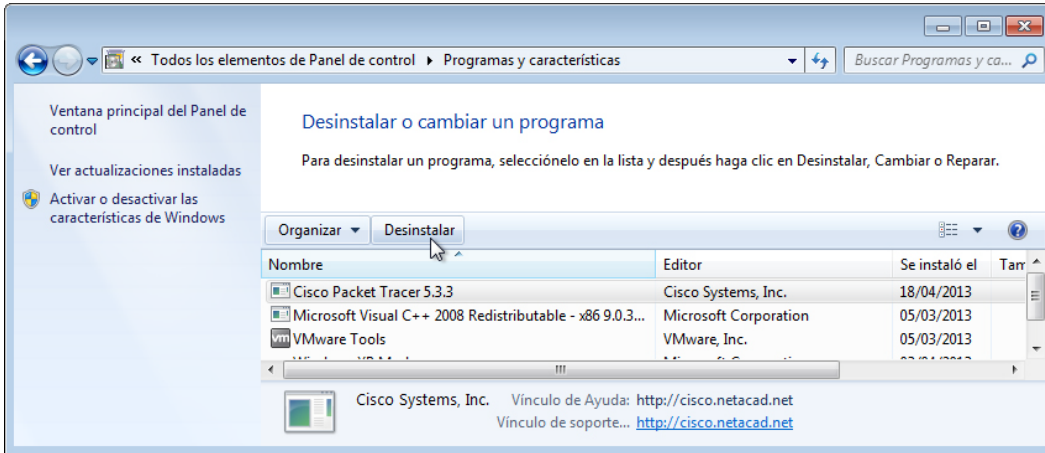 « Todos los elementos de Panel de control ▸ Programas y características
Buscar Programas y ca...
Ventana principal del Panel de
control
Ver actualizaciones instaladas
Activar o desactivar las
características de Windows
Desinstalar o cambiar un programa
Para desinstalar un programa, selecciónelo en la lista y después haga clic en Desinstalar, Cambiar o Reparar.
Organizar Desinstalar
Nombre Editor Se instaló el Tam
Cisco Packet Tracer 5.3.3 Cisco Systems, Inc. 18/04/2013
Microsoft Visual C++ 2008 Redistributable - x86 9.0.3... Microsoft Corporation 05/03/2013
vm VMware Tools VMware, Inc. 05/03/2013
Cisco Systems, Inc. Vínculo de Ayuda: http://cisco.netacad.net
Vínculo de soporte... http://cisco.netacad.net